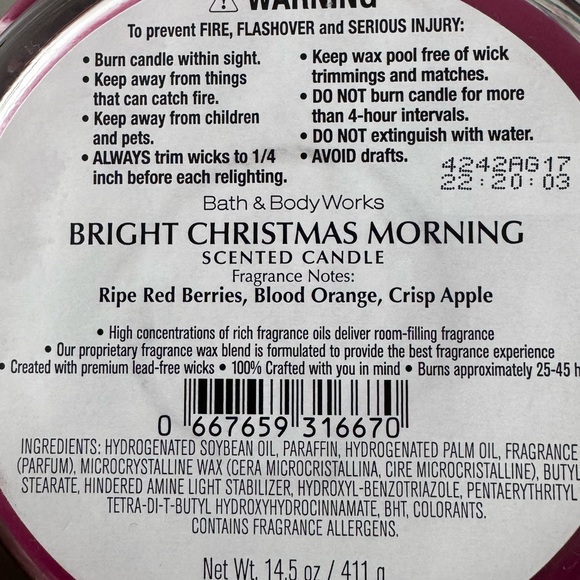 WARNING
To prevent FIRE, FLASHOVER and SERIOUS INJURY:
• Burn candle within sight.
• Keep away from things
that can catch fire.
• Keep away from children
and pets.
• ALWAYS trim wicks to 1/4
inch before each relighting.
• Keep wax pool free of wick
trimmings and matches.
• DO NOT burn candle for more
than 4-hour intervals.
• DO NOT extinguish with water.
• AVOID drafts.
4242AG17
22:20:03
Bath & Body Works
BRIGHT CHRISTMAS MORNING
SCENTED CANDLE
Fragrance Notes:
Ripe Red Berries, Blood Orange, Crisp Apple
• High concentrations of rich fragrance oils deliver room-filling fragrance
• Our proprietary fragrance wax blend is formulated to provide the best fragrance experience
• Created with premium lead-free wicks • 100% Crafted with you in mind • Burns approximately 25-45 h
0 667659 316670
INGREDIENTS: HYDROGENATED SOYBEAN OIL, PARAFFIN, HYDROGENATED PALM OIL, FRAGRANCE
(PARFUM), MICROCRYSTALLINE WAX (CERA MICROCRISTALLINA, CIRE MICROCRISTALLINE), BUTYL
STEARATE, HINDERED AMINE LIGHT STABILIZER, HYDROXYL-BENZOTRIAZOLE, PENTAERYTHRITYL
TETRA-DI-T-BUTYL HYDROXYHYDROCINNAMATE, BHT, COLORANTS.
CONTAINS FRAGRANCE ALLERGENS.
Net Wt. 14.5 oz / 411 g